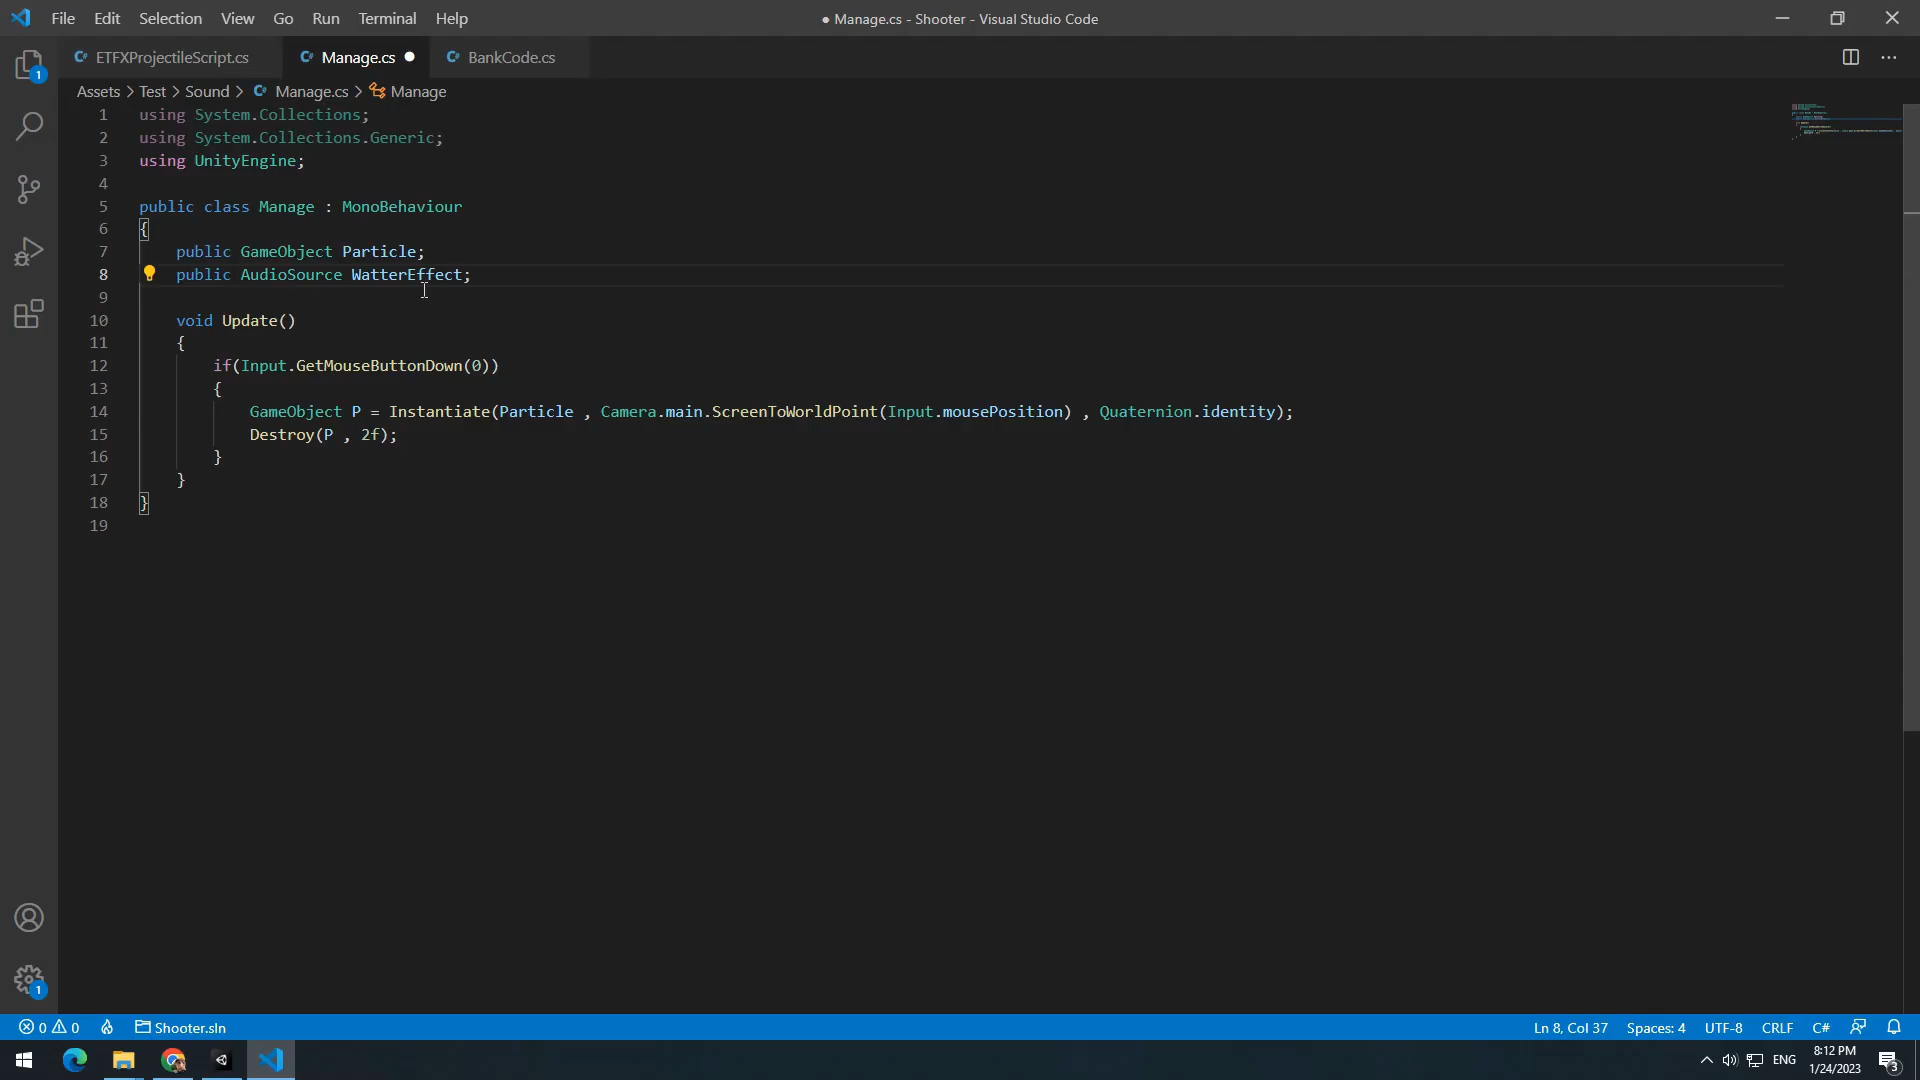 File Edit Selection View Go Run Terminal Help
● Manage.cs - Shooter - Visual Studio Code
ETFXProjectileScript.cs
Manage.cs
BankCode.cs
Assets > Test > Sound > Manage.cs > Manage
1 using System.Collections;
2 using System.Collections.Generic;
3 using UnityEngine;
4
5 public class Manage : MonoBehaviour
6 {
7 public GameObject Particle;
8 public AudioSource WatterEffect;
9
10 void Update()
11 {
12 if(Input.GetMouseButtonDown(0))
13 {
14 GameObject P = Instantiate(Particle , Camera.main.ScreenToWorldPoint(Input.mousePosition) , Quaternion.identity);
15 Destroy(P , 2f);
16 }
17 }
18 }
19
1
1
0 0 Shooter.sln
Ln 8, Col 37 Spaces: 4 UTF-8 CRLF C#
ENG
8:12 PM
1/24/2023
3